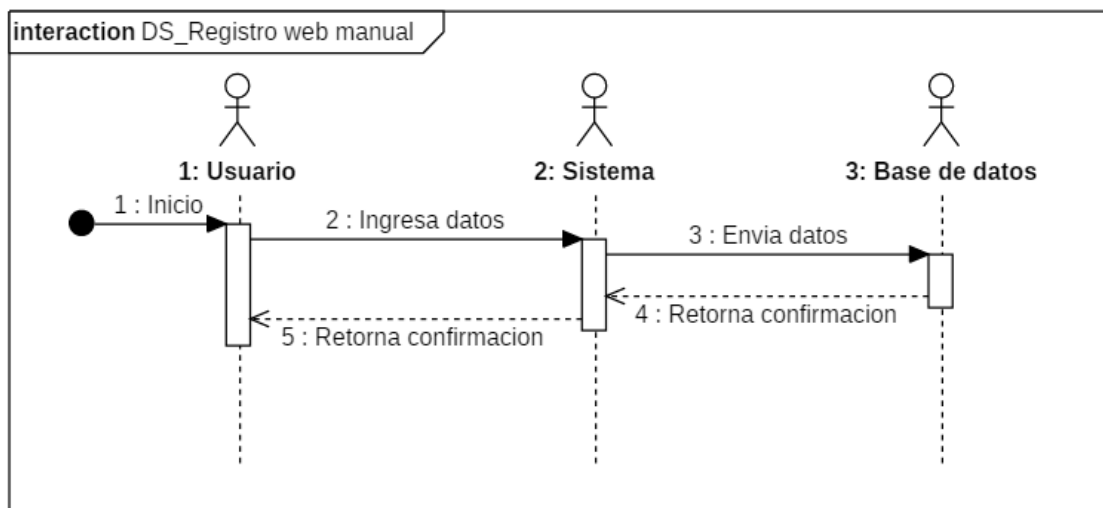 interaction DS_Registro web manual
1: Usuario
2: Sistema
3: Base de datos
1 : Inicio
2 : Ingresa datos
3 : Envia datos
4 : Retorna confirmacion
5 : Retorna confirmacion